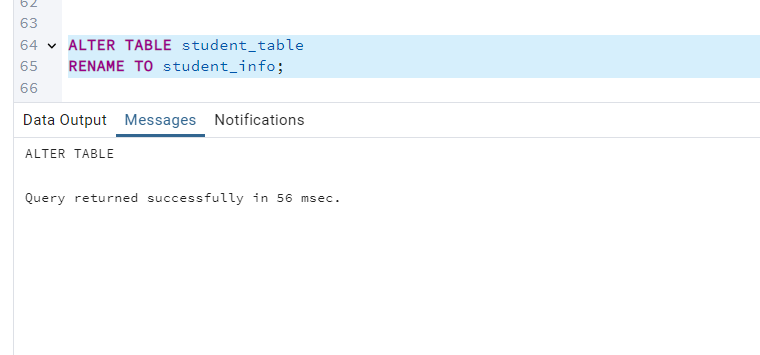 62
63
64 ALTER TABLE student_table
65 RENAME TO student_info;
66
Data Output Messages Notifications
ALTER TABLE
Query returned successfully in 56 msec.